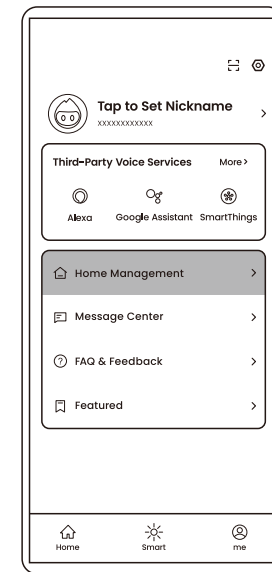 Tap to Set Nickname
xxxxxxxxxxxx
Third-Party Voice Services More
Alexa Google Assistant SmartThings
Home Management
Message Center
FAQ & Feedback
Featured
Home Smart me